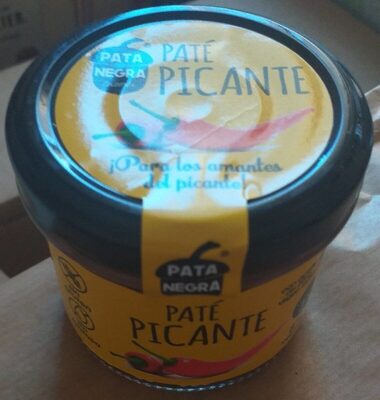 PATA
NEGRA
PATÉ
PICANTE
¡Para los amantes
del picante!
PATA
NEGRA
PATÉ
PICANTE